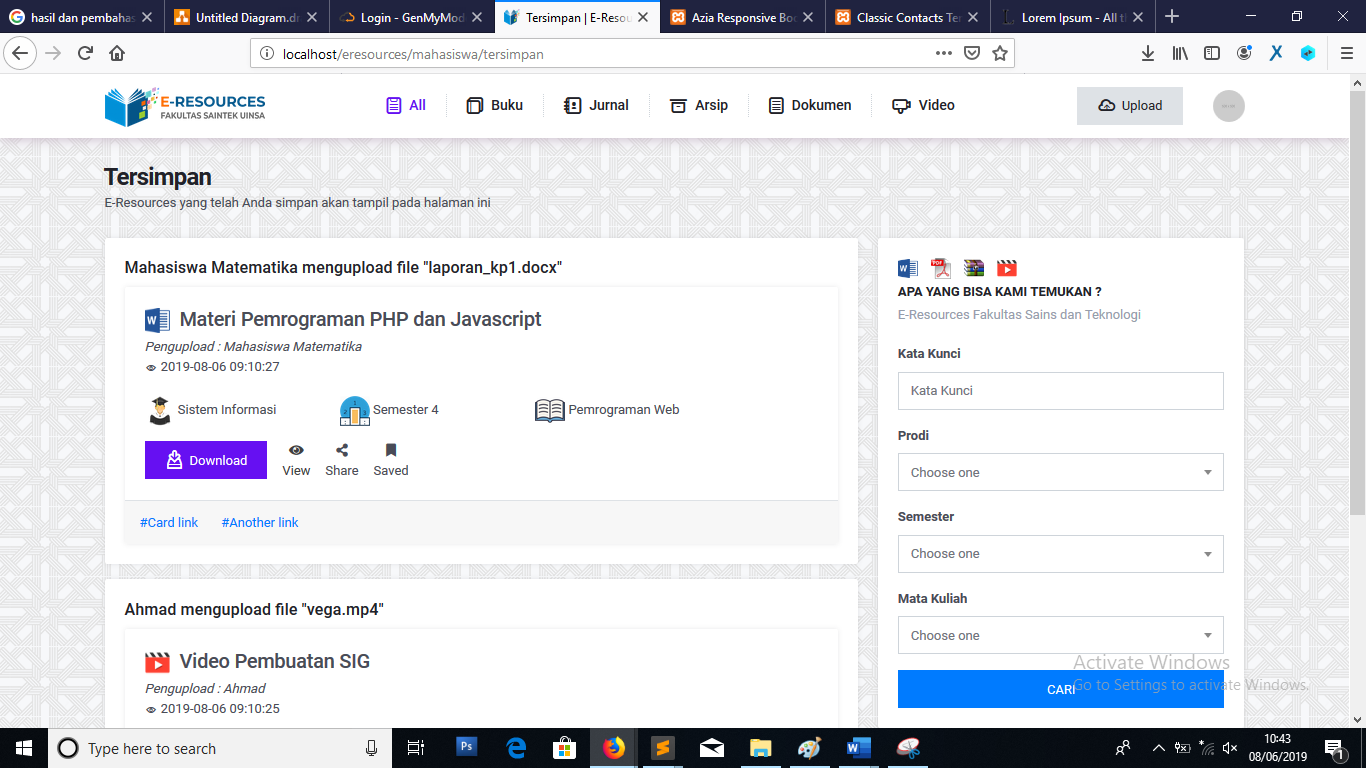 hasil dan pembahas
Untitled Diagram.dr
Login - GenMyMod
Tersimpan | E-Resou
Azia Responsive Boo
Classic Contacts Ter
Lorem Ipsum - All th
localhost/eresources/mahasiswa/tersimpan
E-RESOURCES
FAKULTAS SAINTEK UINSA
All Buku Jurnal Arsip Dokumen Video Upload
Tersimpan
E-Resources yang telah Anda simpan akan tampil pada halaman ini
Mahasiswa Matematika mengupload file "laporan_kp1.docx"
Materi Pemrograman PHP dan Javascript
Pengupload : Mahasiswa Matematika
2019-08-06 09:10:27
Sistem Informasi Semester 4 Pemrograman Web
Download View Share Saved
#Card link #Another link
Ahmad mengupload file "vega.mp4"
Video Pembuatan SIG
Pengupload : Ahmad
2019-08-06 09:10:25
APA YANG BISA KAMI TEMUKAN ?
E-Resources Fakultas Sains dan Teknologi
Kata Kunci
Kata Kunci
Prodi
Choose one
Semester
Choose one
Mata Kuliah
Choose one
CARI
Activate Windows
Go to Settings to activate Windows.
Type here to search
10:43
08/06/2019